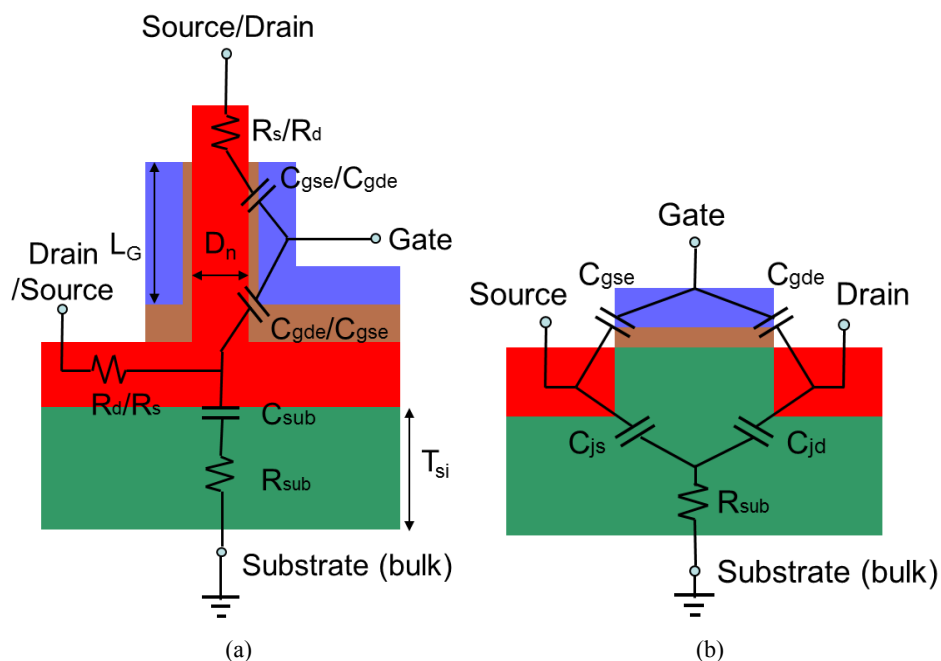 Source/Drain
Rs/Rd
Cgse/Cgde
LG
Dn
Gate
Drain
/Source
Cgde/Cgse
Rd/Rs
Csub
Rsub
Tsi
Substrate (bulk)
(a)
Gate
Cgse
Cgde
Source
Drain
Cjs
Cjd
Rsub
Substrate (bulk)
(b)